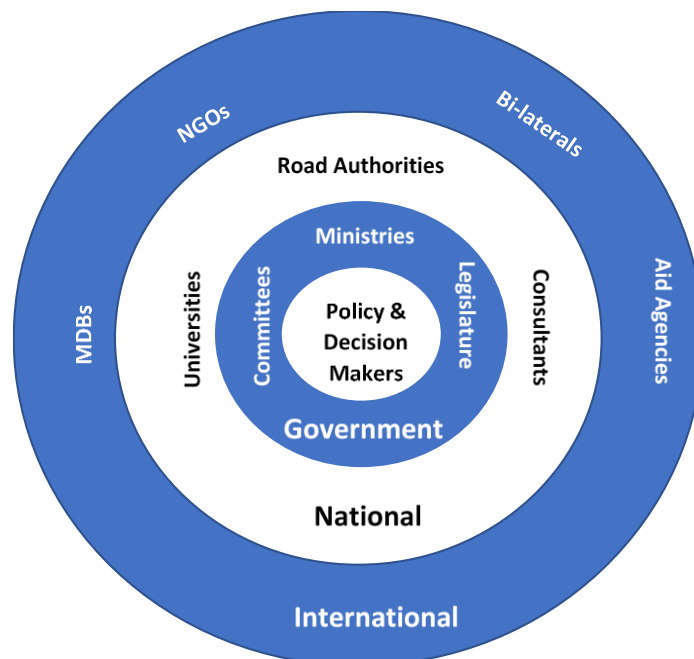 NGOs
Bi-laterals
Road Authorities
Ministries
Universities
Committees
Legislature
Consultants
MDBs
Aid Agencies
Policy &
Decision
Makers
Government
National
International